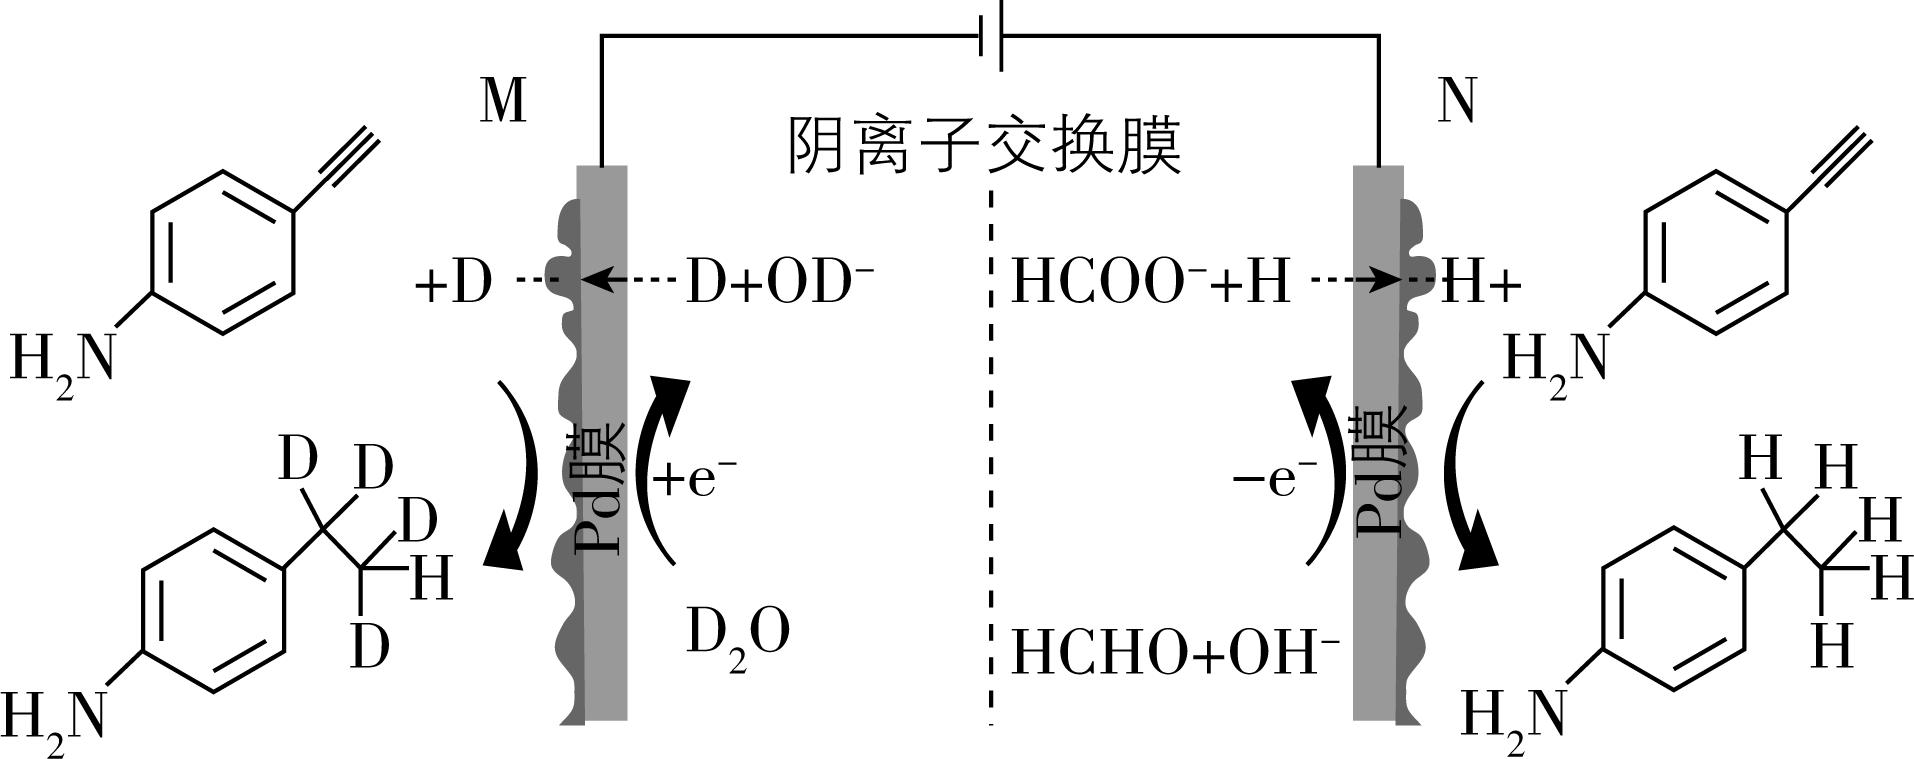 M
N
阴离子交换膜
+D
D+OD⁻
HCOO⁻+H
H+
H₂N
H₂N
Pd膜
+e⁻
−e⁻
Pd膜
D
D
D
H
D
H
H
H
H
H
D₂O
HCHO+OH⁻
H₂N
H₂N